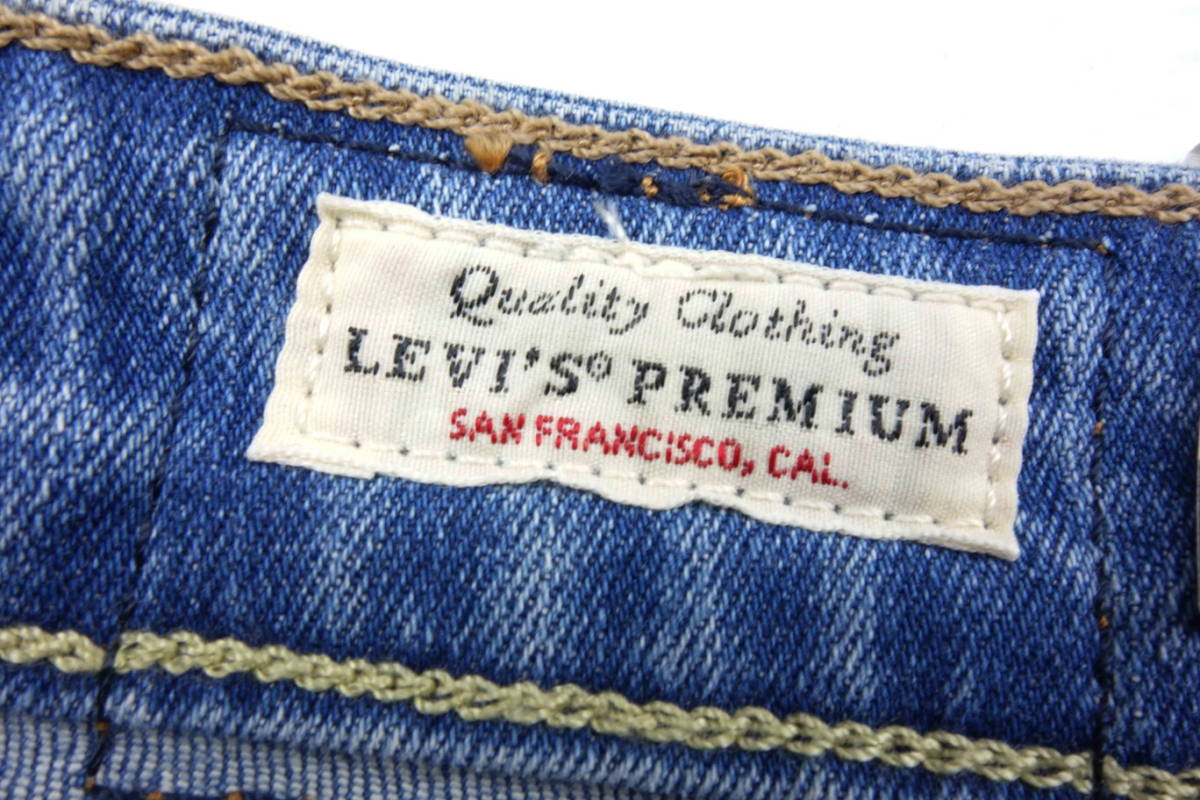 Quality Clothing
LEVI'S® PREMIUM
SAN FRANCISCO, CAL.